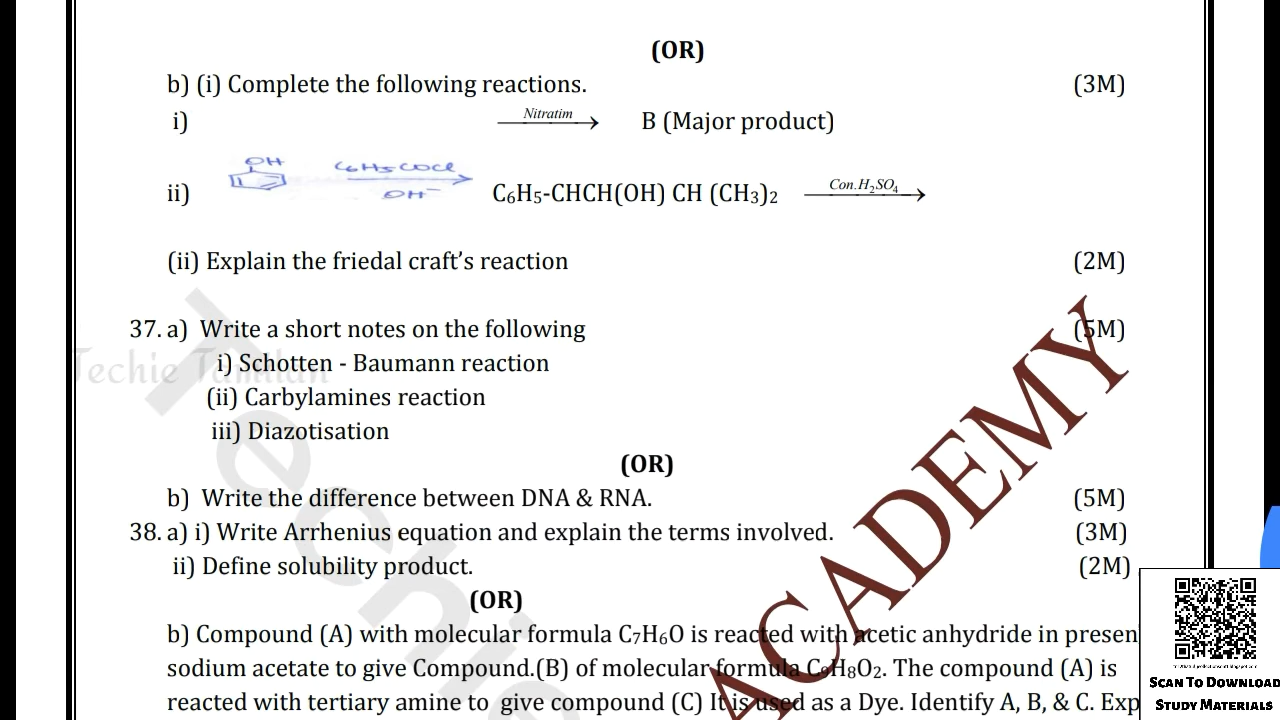 (OR)
b) (i) Complete the following reactions. (3M)
i) Nitratim B (Major product)
OH C6H5COCl
ii) OH⁻ C₆H₅-CHCH(OH) CH (CH₃)₂ Con.H₂SO₄
(ii) Explain the friedal craft's reaction (2M)
37. a) Write a short notes on the following (5M)
Techie Tamilan
i) Schotten - Baumann reaction
(ii) Carbylamines reaction
iii) Diazotisation
(OR)
b) Write the difference between DNA & RNA. (5M)
38. a) i) Write Arrhenius equation and explain the terms involved. (3M)
ii) Define solubility product. (2M)
(OR)
b) Compound (A) with molecular formula C₇H₆O is reacted with acetic anhydride in presen
sodium acetate to give Compound.(B) of molecular formula C₉H₈O₂. The compound (A) is
reacted with tertiary amine to give compound (C) It is used as a Dye. Identify A, B, & C. Exp
Techie
ACADEMY
SCAN TO DOWNLOAD
STUDY MATERIALS